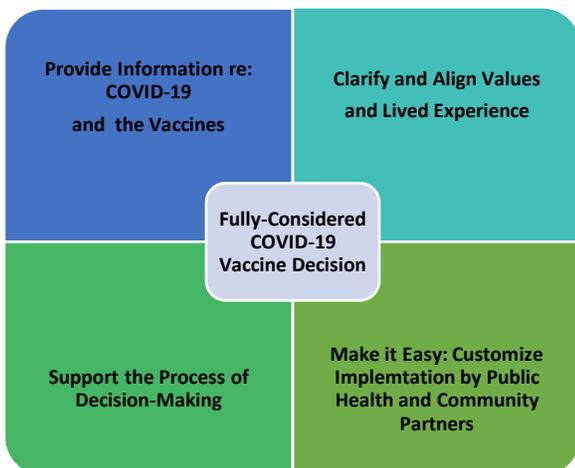 Provide Information re:
COVID-19
and the Vaccines
Clarify and Align Values
and Lived Experience
Fully-Considered
COVID-19
Vaccine Decision
Support the Process of
Decision-Making
Make it Easy: Customize
Implemtation by Public
Health and Community
Partners